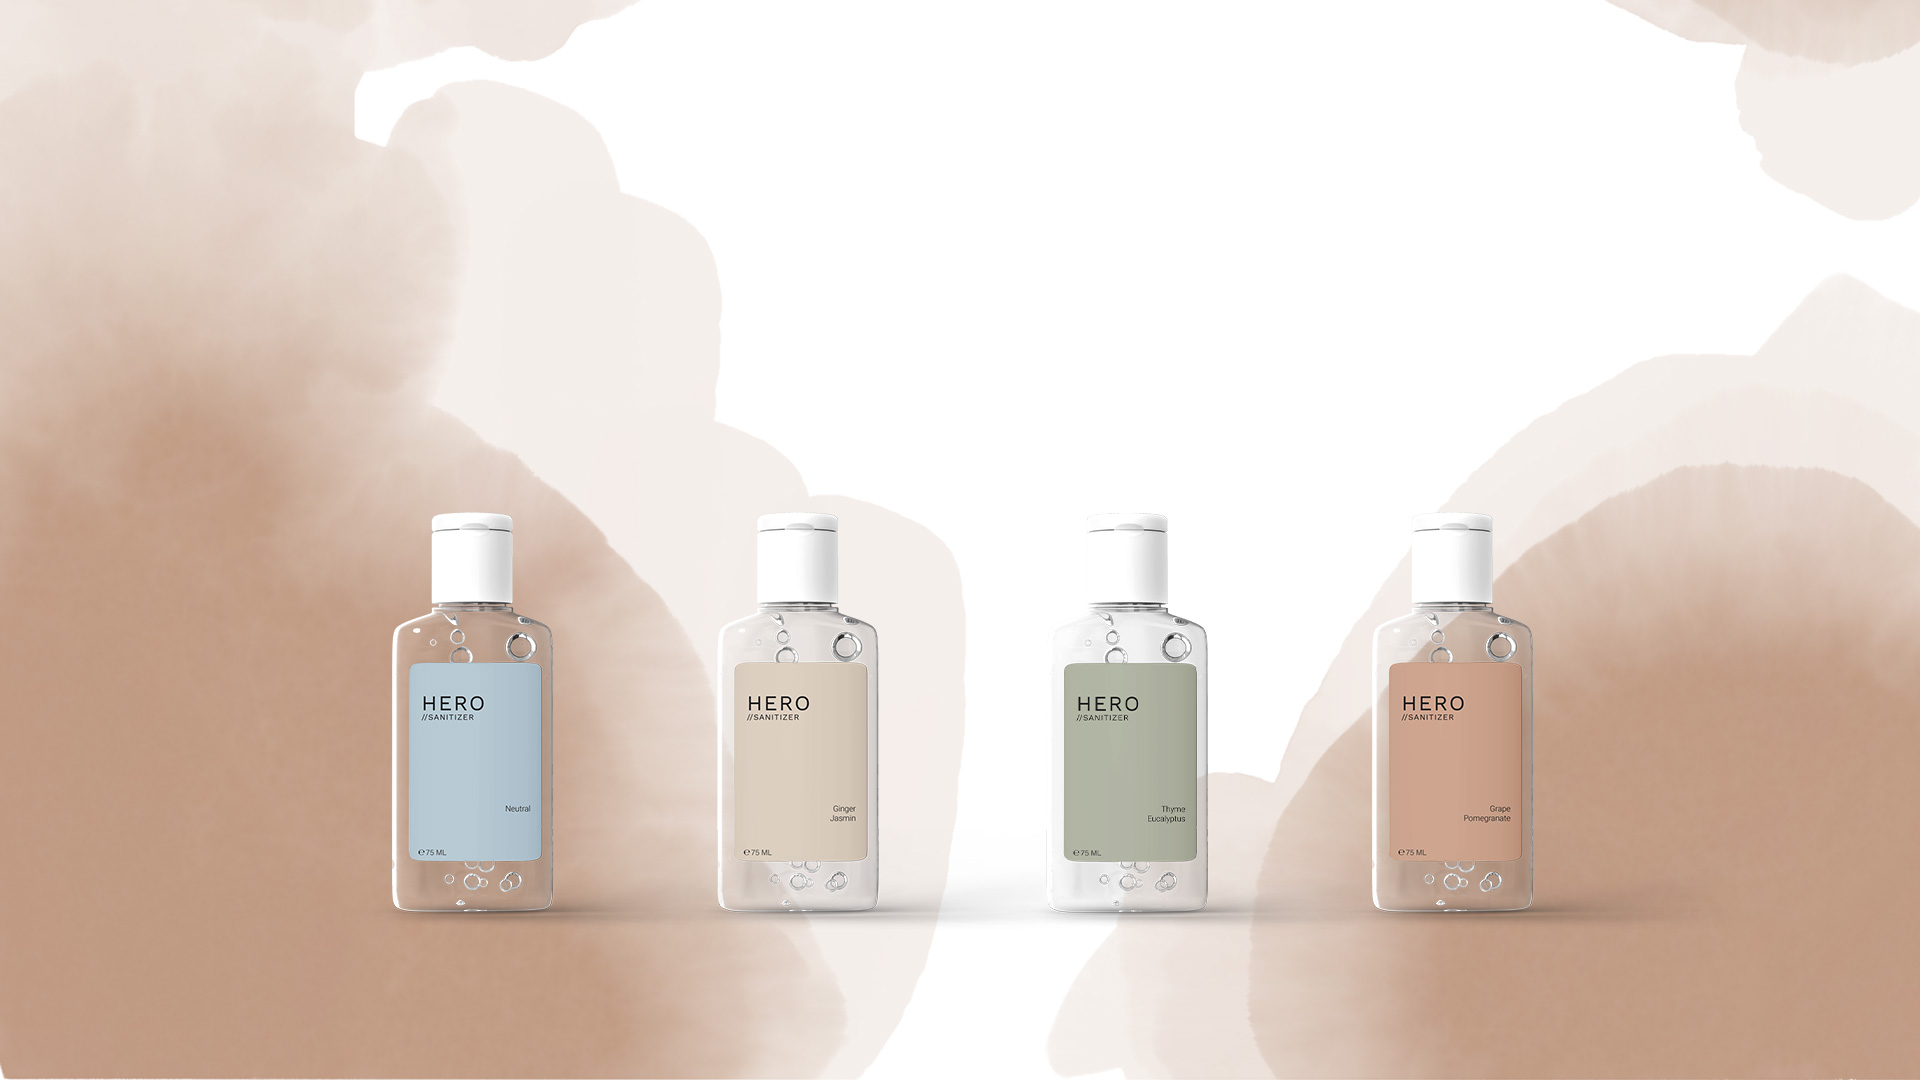 HERO
//SANITIZER
Neutral
℮75 ML
HERO
//SANITIZER
Ginger
Jasmin
℮75 ML
HERO
//SANITIZER
Thyme
Eucalyptus
℮75 ML
HERO
//SANITIZER
Grape
Pomegranate
℮75 ML